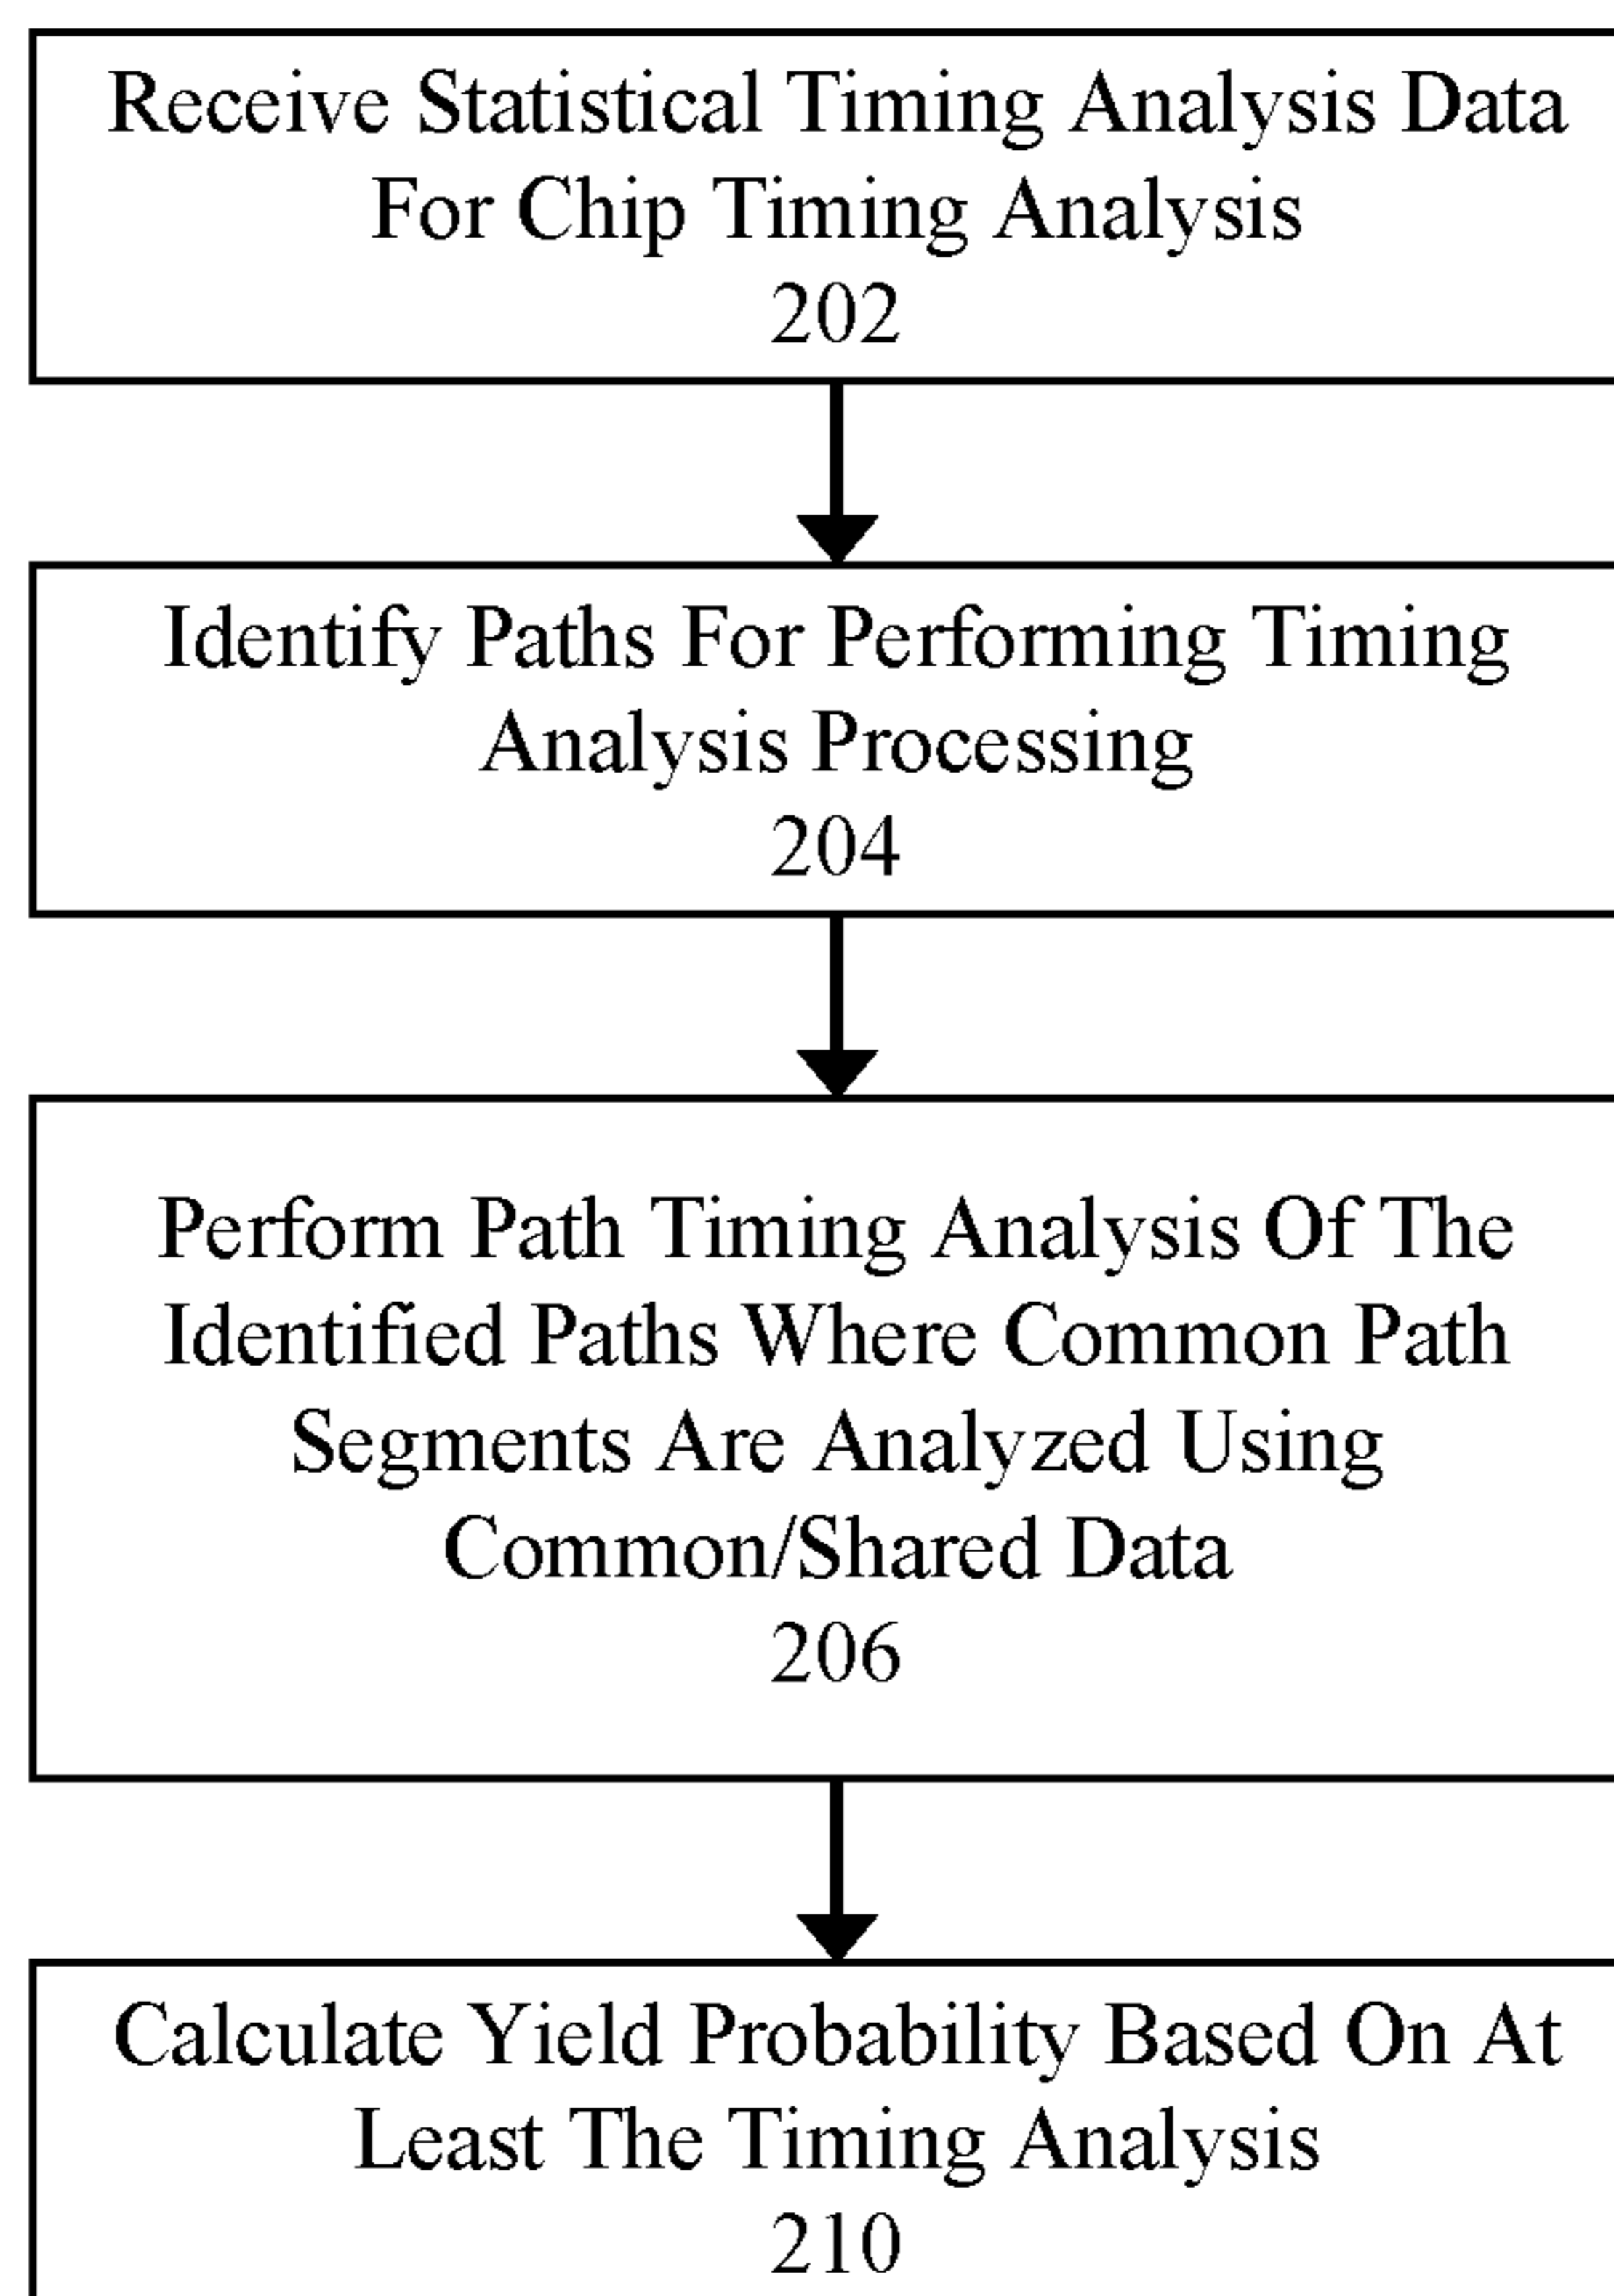 Receive Statistical Timing Analysis Data
For Chip Timing Analysis
202
Identify Paths For Performing Timing
Analysis Processing
204
Perform Path Timing Analysis Of The
Identified Paths Where Common Path
Segments Are Analyzed Using
Common/Shared Data
206
Calculate Yield Probability Based On At
Least The Timing Analysis
210